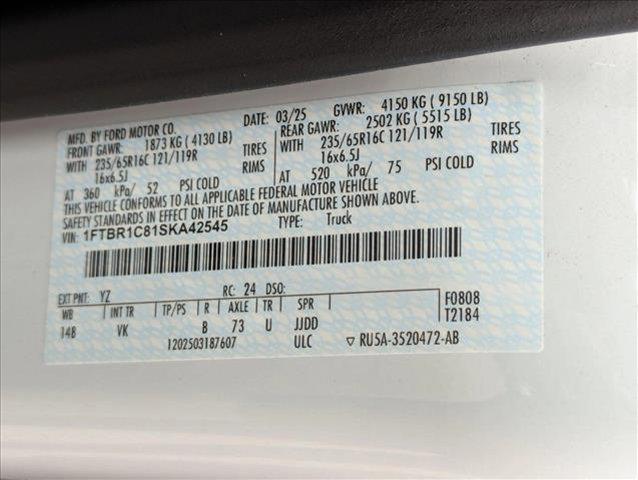 MFD. BY FORD MOTOR CO. DATE: 03/25 GVWR: 4150 KG ( 9150 LB)
FRONT GAWR: 1873 KG ( 4130 LB) REAR GAWR: 2502 KG ( 5515 LB)
WITH 235/65R16C 121/119R TIRES WITH 235/65R16C 121/119R TIRES
16x6.5J RIMS 16x6.5J RIMS
AT 360 kPa/ 52 PSI COLD AT 520 kPa/ 75 PSI COLD
THIS VEHICLE CONFORMS TO ALL APPLICABLE FEDERAL MOTOR VEHICLE
SAFETY STANDARDS IN EFFECT ON THE DATE OF MANUFACTURE SHOWN ABOVE.
VIN: 1FTBR1C81SKA42545 TYPE: Truck
EXT PNT: YZ RC: 24 DSO:
WB INT TR TP/PS R AXLE TR SPR F0808
148 VK B 73 U JJDD T2184
1202503187607 ULC ▽ RU5A-3520472-AB